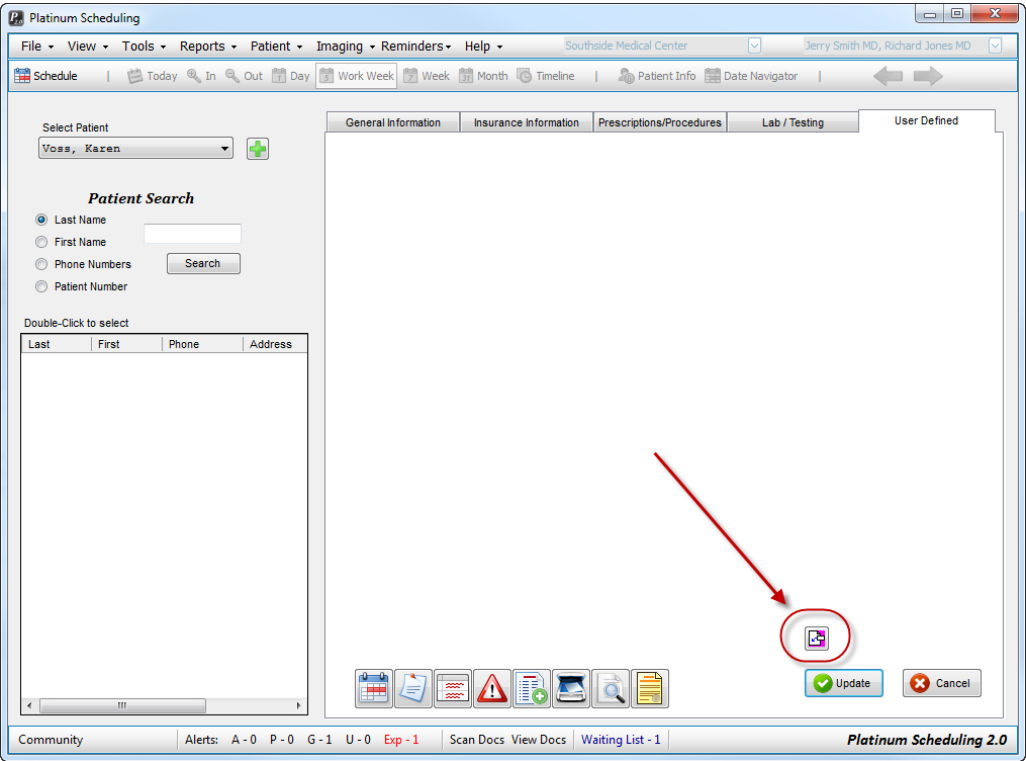 Platinum Scheduling
File View Tools Reports Patient Imaging Reminders Help Southside Medical Center Jerry Smith MD, Richard Jones MD
Schedule | Today In Out Day Work Week Week Month Timeline | Patient Info Date Navigator |
General Information Insurance Information Prescriptions/Procedures Lab / Testing User Defined
Select Patient
Voss, Karen
Patient Search
Last Name
First Name
Phone Numbers Search
Patient Number
Double-Click to select
Last First Phone Address
Update Cancel
Community Alerts: A - 0 P - 0 G - 1 U - 0 Exp - 1 Scan Docs View Docs Waiting List - 1 Platinum Scheduling 2.0